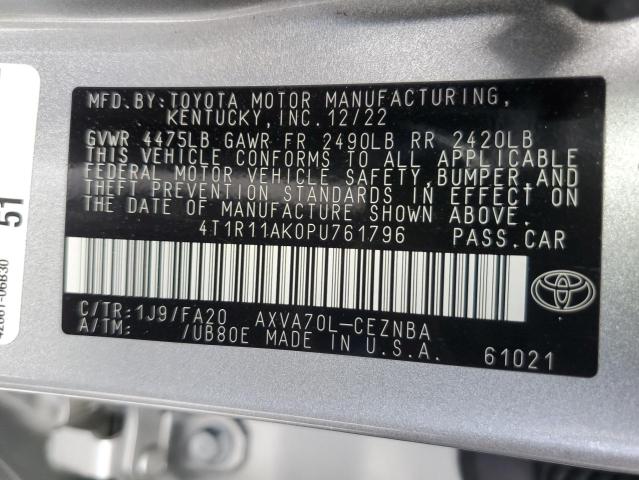 MFD.BY:TOYOTA MOTOR MANUFACTURING,
KENTUCKY, INC. 12/22
GVWR 4475LB, GAWR FR 2490LB RR 2420LB
THIS VEHICLE CONFORMS TO ALL APPLICABLE
FEDERAL MOTOR VEHICLE SAFETY, BUMPER, AND
THEFT PREVENTION STANDARDS IN EFFECT ON
THE DATE OF MANUFACTURE SHOWN ABOVE.
4T1R11AK0PU761796 PASS.CAR
C/TR:1J9/FA20 AXVA70L-CEZNBA
A/TM: /UB80E MADE IN U.S.A. 61021
51